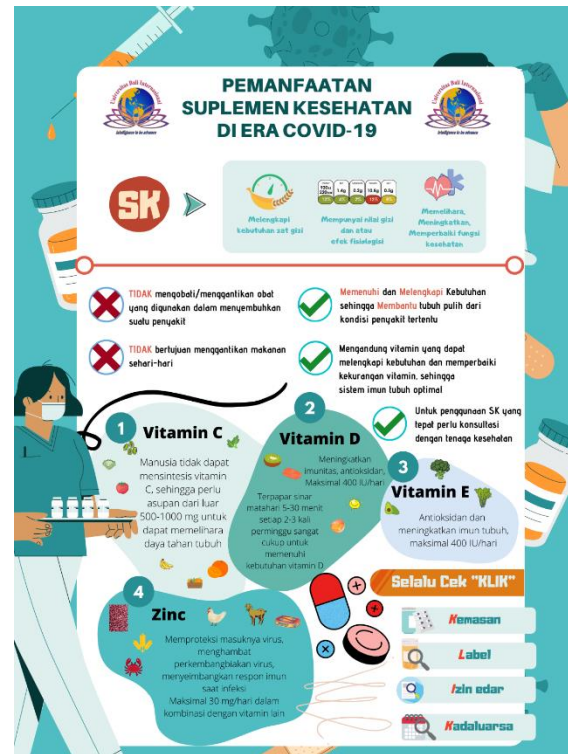 PEMANFAATAN
SUPLEMEN KESEHATAN
DI ERA COVID-19
Universitas Bali Internasional
Universitas Bali Internasional
SK
Melengkapi
kebutuhan zat gizi
Mempunyai nilai gizi
dan atau
efek fisiologisi
Memelihara,
Meningkatkan,
Memperbaiki fungsi
kesehatan
TIDAK mengobati/menggantikan obat
yang digunakan dalam menyembuhkan
suatu penyakit
TIDAK bertujuan menggantikan makanan
sehari-hari
Memenuhi dan Melengkapi Kebutuhan
sehingga Membantu tubuh pulih dari
kondisi penyakit tertentu
Mengandung vitamin yang dapat
melengkapi kebutuhan dan memperbaiki
kekurangan vitamin, sehingga
sistem imun tubuh optimal
Untuk penggunaan SK yang
tepat perlu konsultasi
dengan tenaga kesehatan
1
Vitamin C
Manusia tidak dapat
mensintesis vitamin
C, sehingga perlu
asupan dari luar
500-1000 mg untuk
dapat memelihara
daya tahan tubuh
2
Vitamin D
Meningkatkan
imunitas, antioksidan,
Maksimal 400 IU/hari
Terpapar sinar
matahari 5-30 menit
setiap 2-3 kali
perminggu sangat
cukup untuk
memenuhi
kebutuhan vitamin D
3
Vitamin E
Antioksidan dan
meningkatkan imun tubuh,
maksimal 400 IU/hari
4
Zinc
Memproteksi masuknya virus,
menghambat
perkembangbiakan virus,
menyeimbangkan respon imun
saat infeksi
Maksimal 30 mg/hari dalam
kombinasi dengan vitamin lain
Selalu Cek "KLIK"
Kemasan
Label
Izin edar
Kadaluarsa